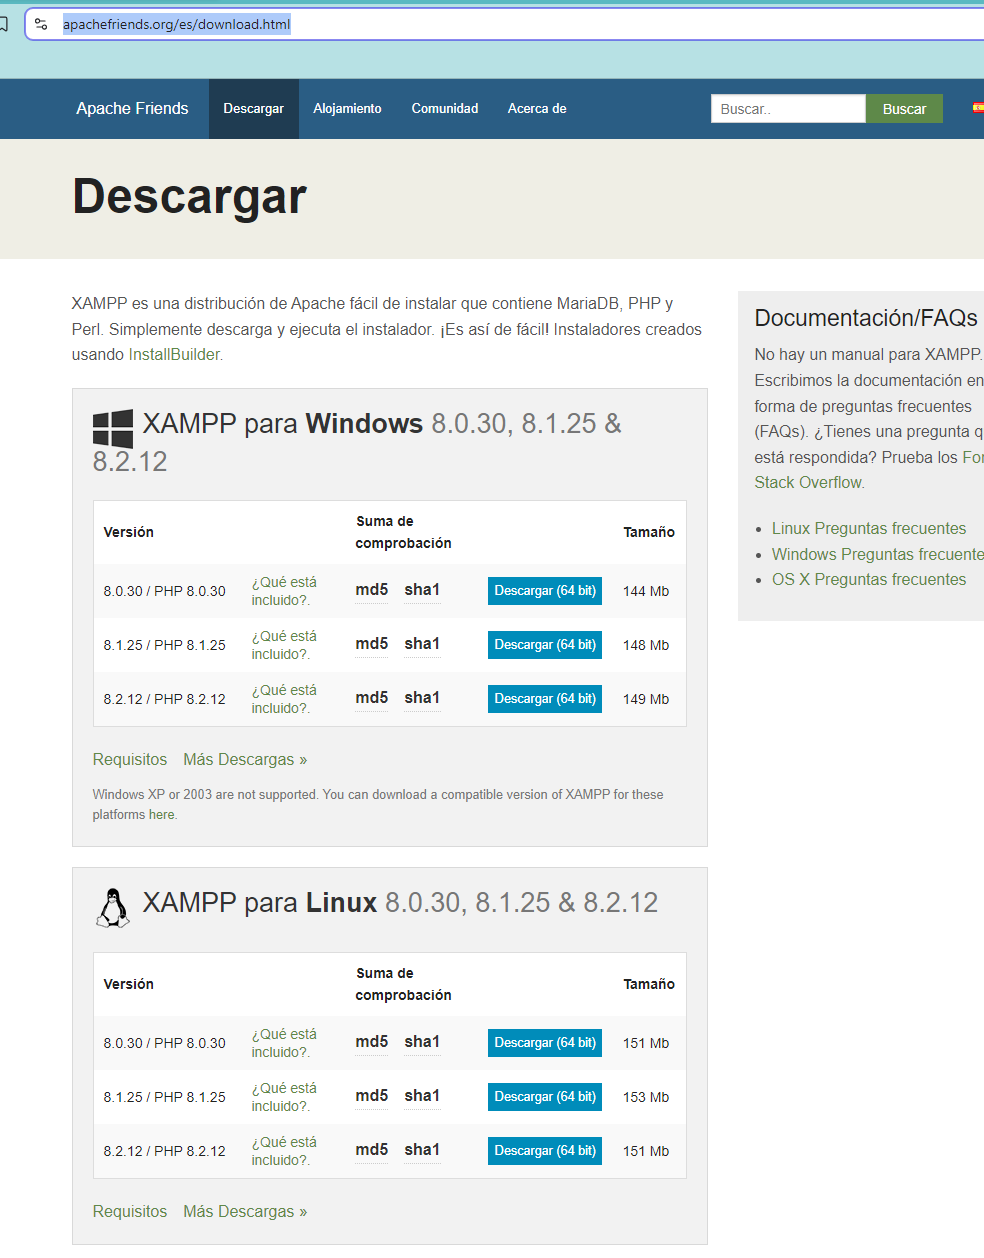 apachefriends.org/es/download.html
Apache Friends Descargar Alojamiento Comunidad Acerca de Buscar.. Buscar
Descargar
XAMPP es una distribución de Apache fácil de instalar que contiene MariaDB, PHP y
Perl. Simplemente descarga y ejecuta el instalador. ¡Es así de fácil! Instaladores creados
usando InstallBuilder.
XAMPP para Windows 8.0.30, 8.1.25 &
8.2.12
Versión Suma de comprobación Tamaño
8.0.30 / PHP 8.0.30 ¿Qué está incluido?. md5 sha1 Descargar (64 bit) 144 Mb
8.1.25 / PHP 8.1.25 ¿Qué está incluido?. md5 sha1 Descargar (64 bit) 148 Mb
8.2.12 / PHP 8.2.12 ¿Qué está incluido?. md5 sha1 Descargar (64 bit) 149 Mb
Requisitos Más Descargas »
Windows XP or 2003 are not supported. You can download a compatible version of XAMPP for these
platforms here.
XAMPP para Linux 8.0.30, 8.1.25 & 8.2.12
Versión Suma de comprobación Tamaño
8.0.30 / PHP 8.0.30 ¿Qué está incluido?. md5 sha1 Descargar (64 bit) 151 Mb
8.1.25 / PHP 8.1.25 ¿Qué está incluido?. md5 sha1 Descargar (64 bit) 153 Mb
8.2.12 / PHP 8.2.12 ¿Qué está incluido?. md5 sha1 Descargar (64 bit) 151 Mb
Requisitos Más Descargas »
Documentación/FAQs
No hay un manual para XAMPP.
Escribimos la documentación en
forma de preguntas frecuentes
(FAQs). ¿Tienes una pregunta q
está respondida? Prueba los For
Stack Overflow.
Linux Preguntas frecuentes
Windows Preguntas frecuente
OS X Preguntas frecuentes